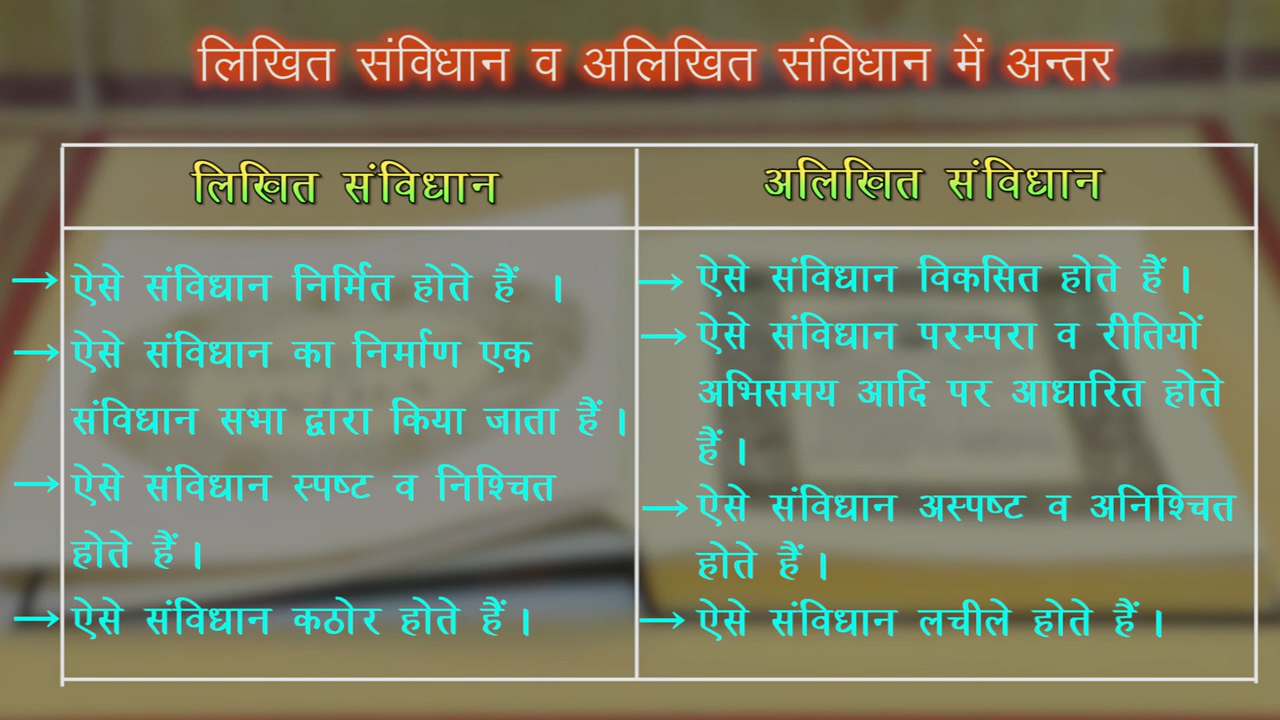 लिखित संविधान व अलिखित संविधान में अन्तर
लिखित संविधान
→ ऐसे संविधान निर्मित होते हैं ।
→ ऐसे संविधान का निर्माण एक
संविधान सभा द्वारा किया जाता हैं ।
→ ऐसे संविधान स्पष्ट व निश्चित
होते हैं ।
→ ऐसे संविधान कठोर होते हैं ।
अलिखित संविधान
→ ऐसे संविधान विकसित होते हैं ।
→ ऐसे संविधान परम्परा व रीतियों
अभिसमय आदि पर आधारित होते
हैं ।
→ ऐसे संविधान अस्पष्ट व अनिश्चित
होते हैं ।
→ ऐसे संविधान लचीले होते हैं ।